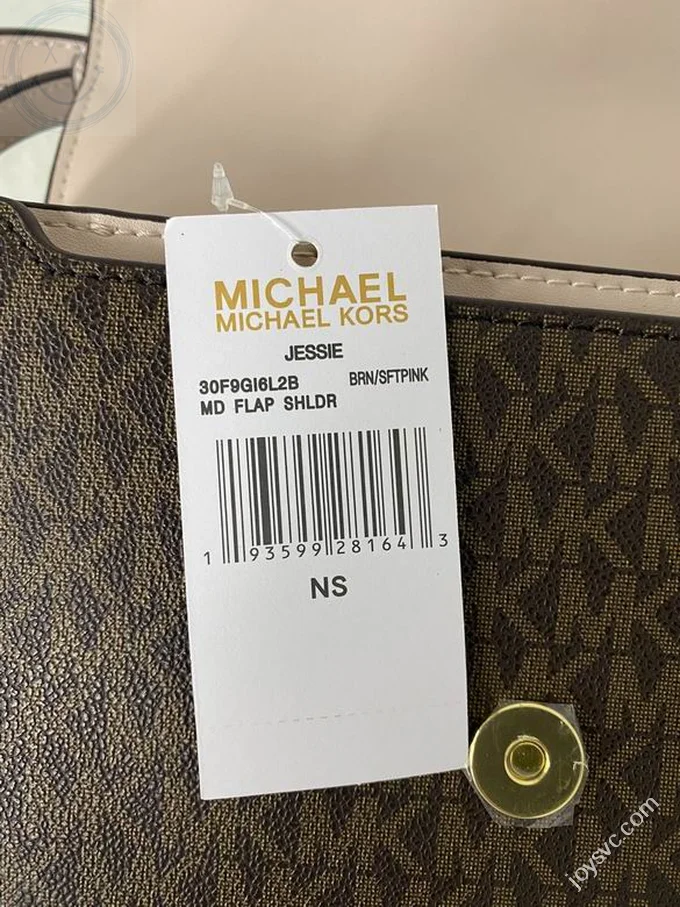 MICHAEL
MICHAEL KORS
JESSIE
30F9GI6L2B BRN/SFTPINK
MD FLAP SHLDR
1 93599 28164 3
NS
joysvc.com